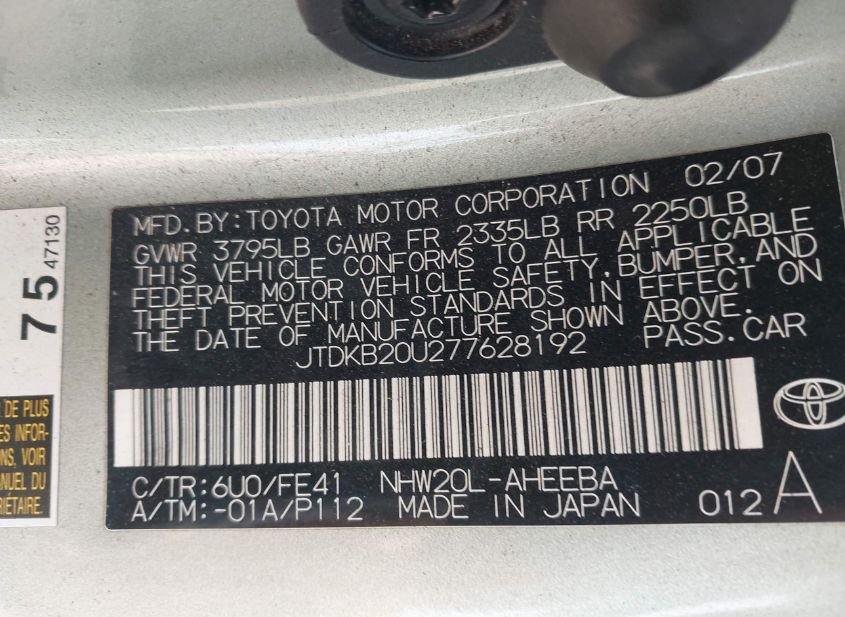 MFD.BY:TOYOTA MOTOR CORPORATION 02/07
GVWR 3795LB GAWR FR 2335LB RR 2250LB
THIS VEHICLE CONFORMS TO ALL APPLICABLE
FEDERAL MOTOR VEHICLE SAFETY,BUMPER,AND
THEFT PREVENTION STANDARDS IN EFFECT ON
THE DATE OF MANUFACTURE SHOWN ABOVE.
JTDKB20U277628192 PASS.CAR
C/TR:6U0/FE41 NHW20L-AHEEBA
A/TM:-01A/P112 MADE IN JAPAN 012 A
75
47130
DE PLUS
ES INFOR-
ONS, VOIR
ANUEL DU
RIÉTAIRE.